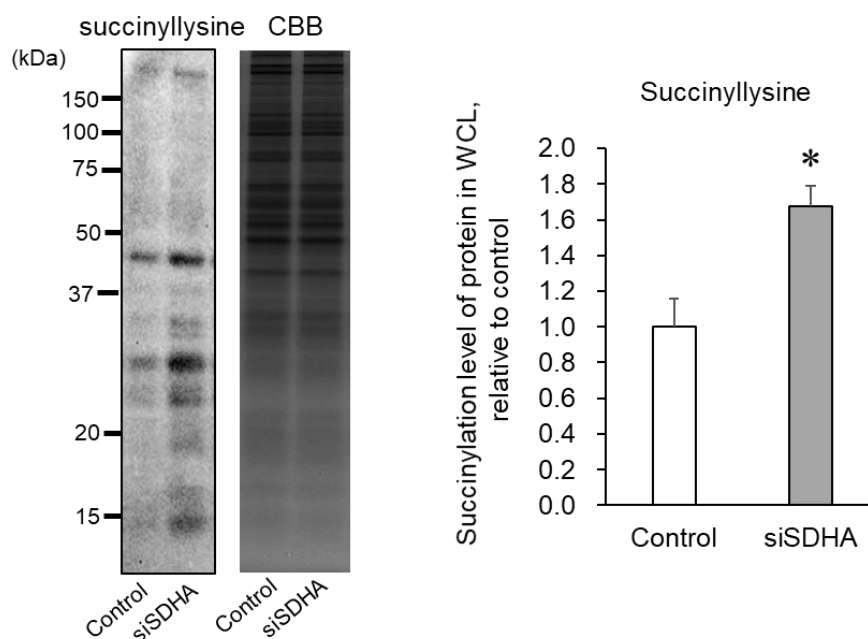 succinyllysine CBB
(kDa)
150
100
75
50
37
20
15
Control
siSDHA
Control
siSDHA
Succinyllysine
Succinylation level of protein in WCL,
relative to control
2.0
1.8
1.6
1.4
1.2
1.0
0.8
0.6
0.4
0.2
0.0
*
Control siSDHA